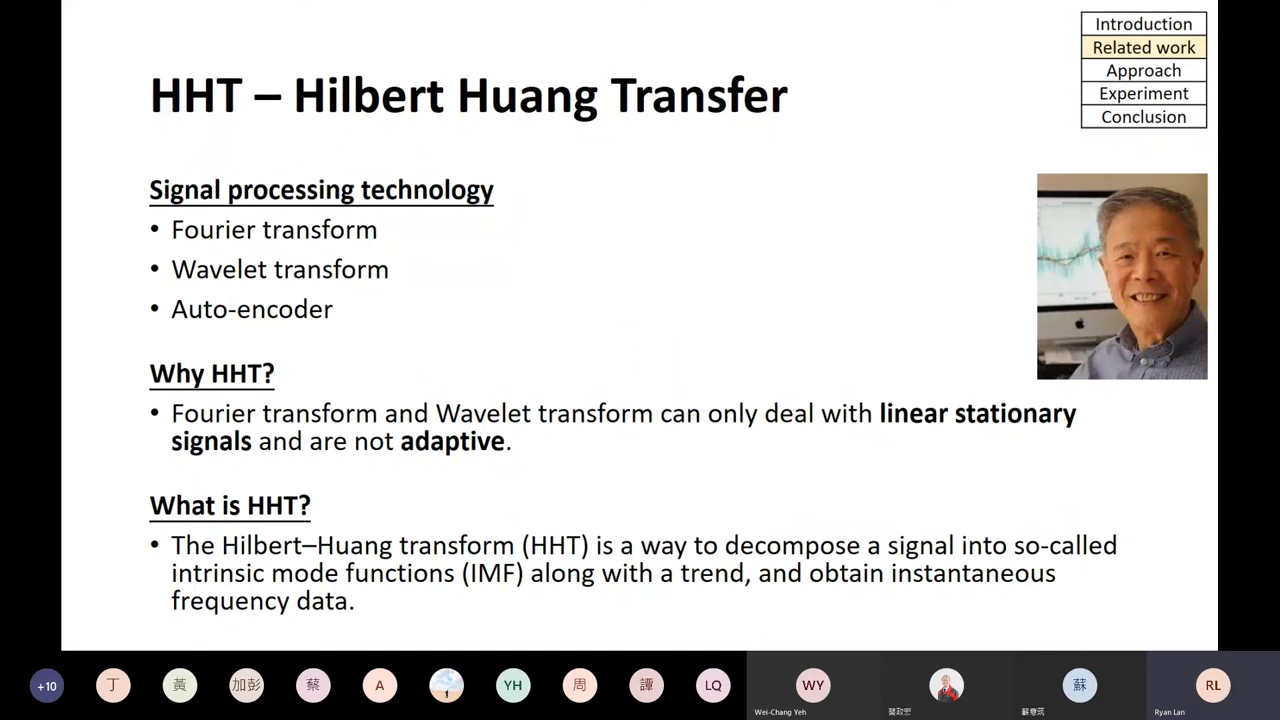 HHT – Hilbert Huang Transfer
Introduction
Related work
Approach
Experiment
Conclusion
Signal processing technology
• Fourier transform
• Wavelet transform
• Auto-encoder
Why HHT?
• Fourier transform and Wavelet transform can only deal with linear stationary
signals and are not adaptive.
What is HHT?
• The Hilbert–Huang transform (HHT) is a way to decompose a signal into so-called
intrinsic mode functions (IMF) along with a trend, and obtain instantaneous
frequency data.
+10
丁
黃
加彭
蔡
A
YH
周
譚
LQ
WY
蘇
RL
Wei-Chang Yeh
Ryan Lan